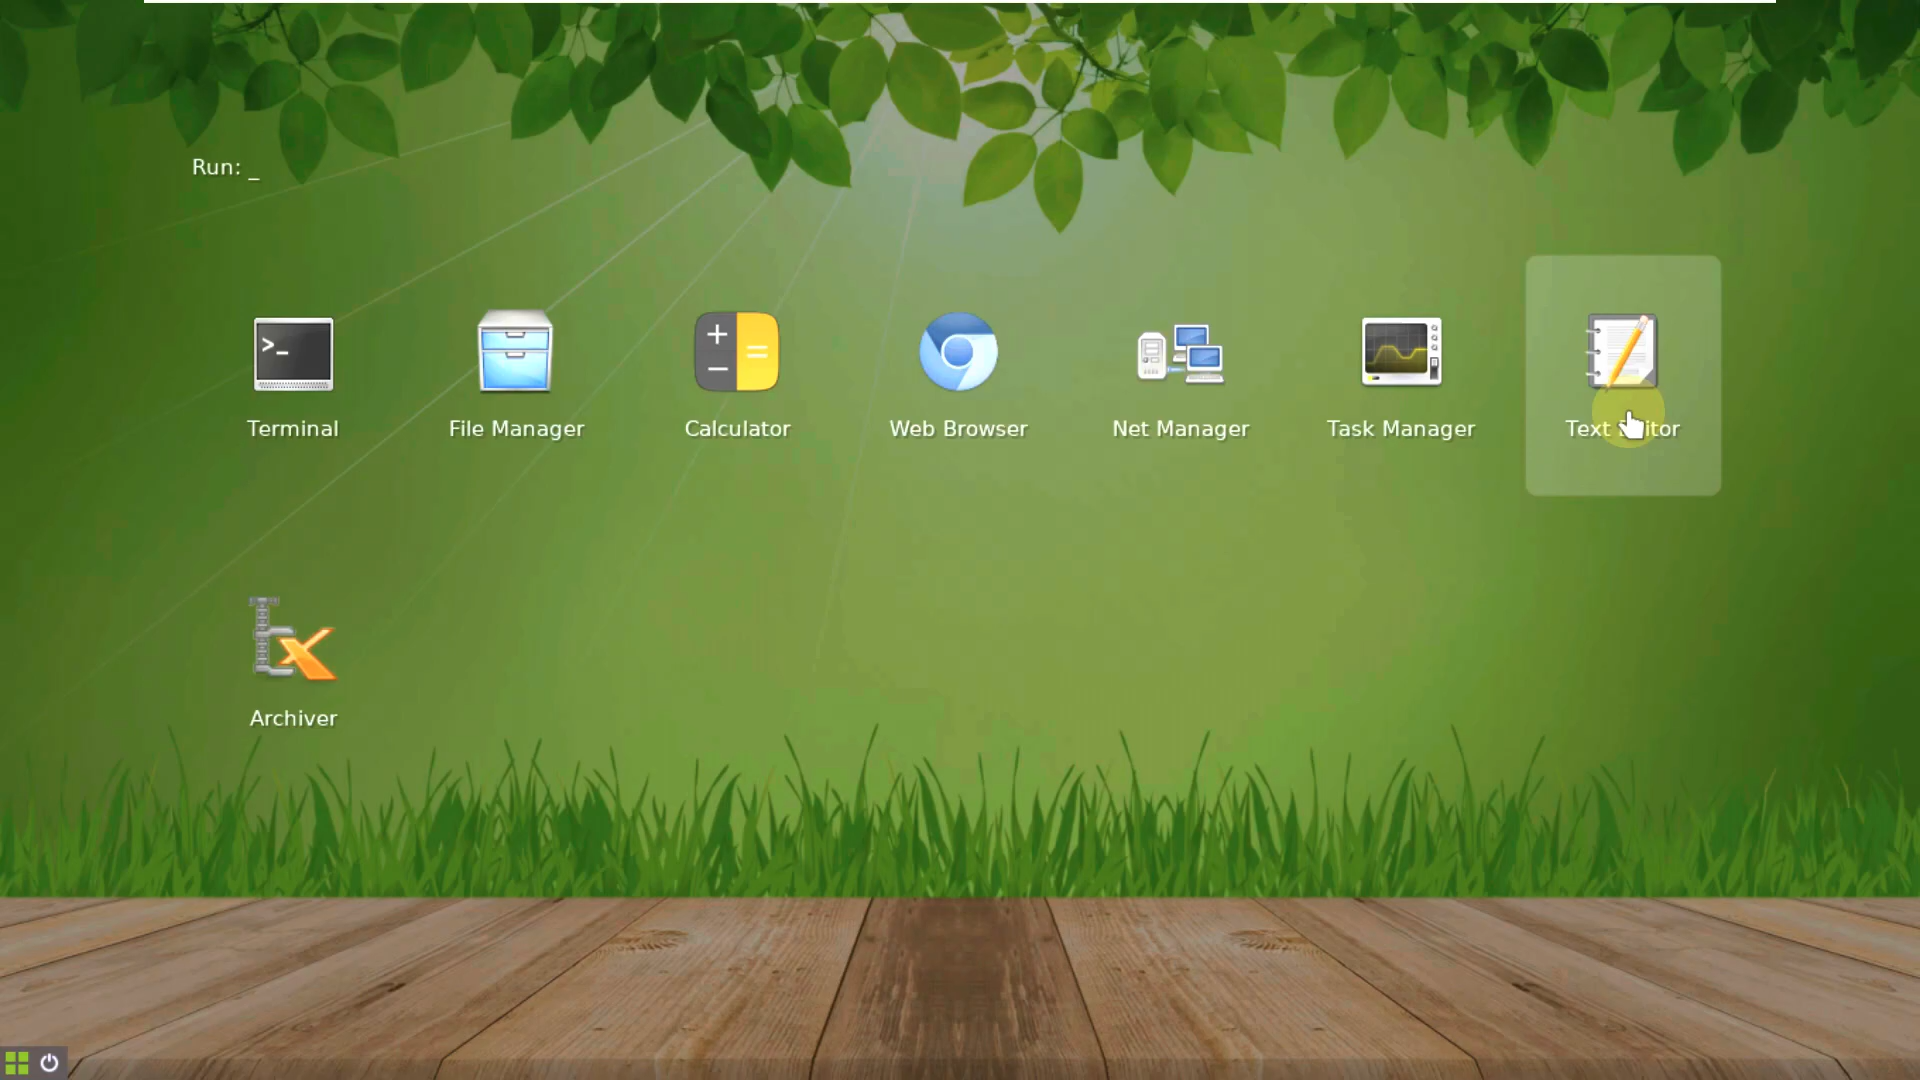 Run: _
Terminal
File Manager
Calculator
Web Browser
Net Manager
Task Manager
Text
Archiver